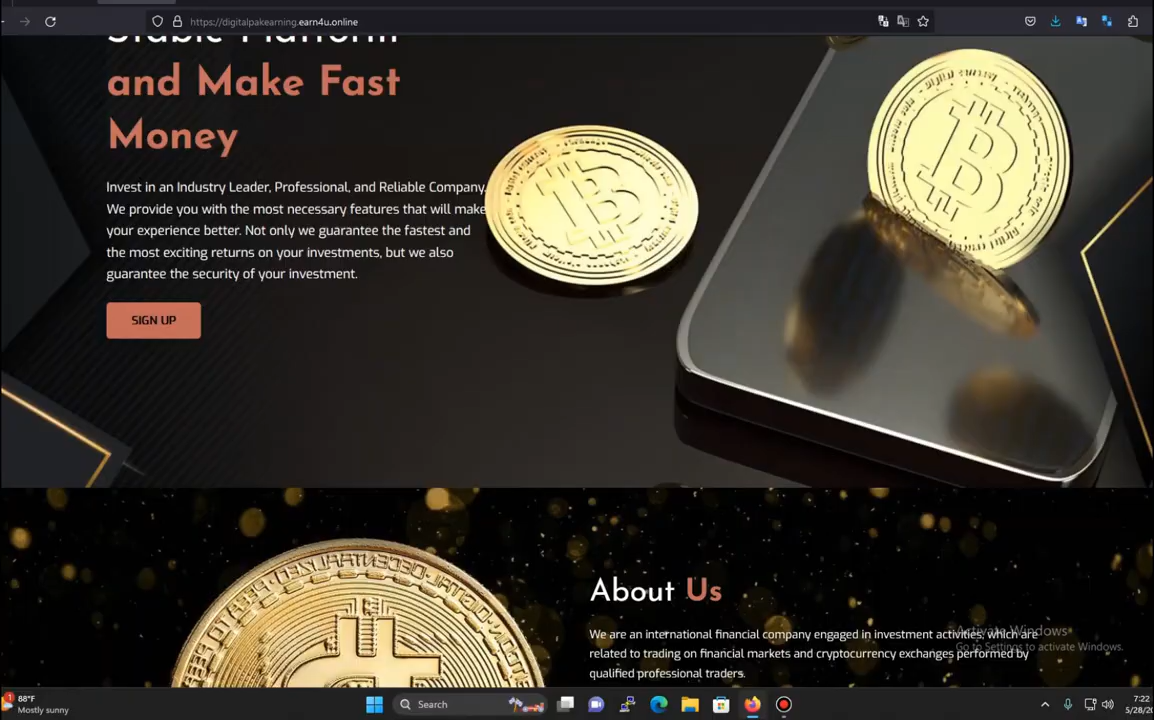 https://digitalpakearning.earn4u.online
Stable Platform
and Make Fast
Money
Invest in an Industry Leader, Professional, and Reliable Company.
We provide you with the most necessary features that will make
your experience better. Not only we guarantee the fastest and
the most exciting returns on your investments, but we also
guarantee the security of your investment.
SIGN UP
About Us
We are an international financial company engaged in investment activities, which are
related to trading on financial markets and cryptocurrency exchanges performed by
qualified professional traders.
Activate Windows
Go to Settings to activate Windows.
1
88°F
Mostly sunny
Search
7:22
5/28/20